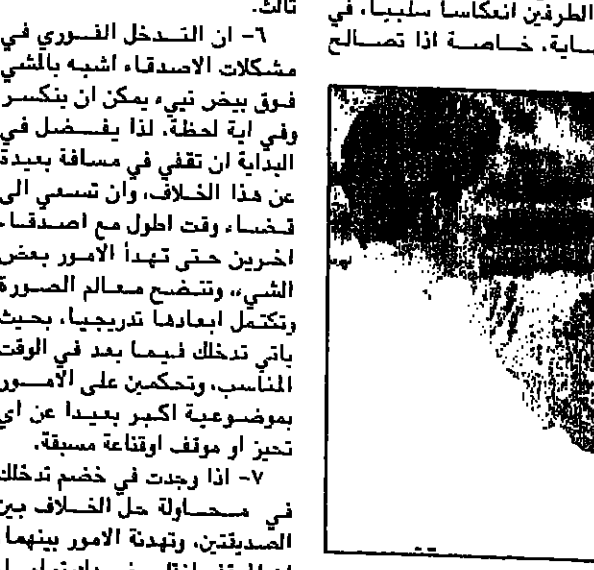 الطرفين انعكاسا سلبيا، في
خاصة اذا تصالح
ثالث.
٦- ان التدخل الفوري في
مشكلات الاصدقاء اشبه بالمشي
فوق بيض نيء يمكن ان ينكسر
وفي اية لحظة، لذا يفضل في
البداية ان تقفي في مسافة بعيدة
عن هذا الخلاف، وان تسعي الى
قضاء وقت اطول مع اصدقاء
اخرين حتى تهدأ الامور بعض
الشيء، وتتضح معالم الصورة
وتكتمل ابعادها تدريجيا، بحيث
ياتي تدخلك فيما بعد في الوقت
المناسب، وتحكمين على الامور
بموضوعية اكبر بعيدا عن اي
تحيز او موقف اوقناعة مسبقة.
٧- اذا وجدت في خضم تدخلك
في محاولة حل الخلاف بين
الصديقتين، وتهدئة الامور بينهما